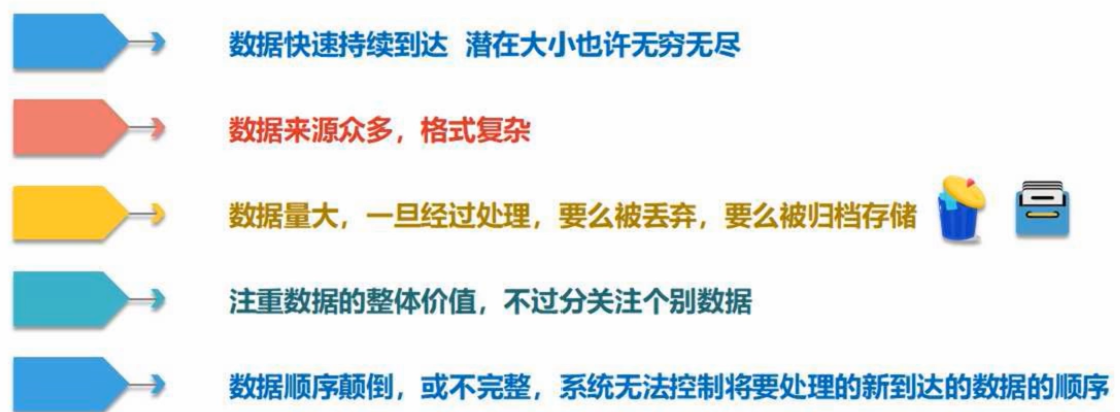 数据快速持续到达 潜在大小也许无穷无尽
数据来源众多，格式复杂
数据量大，一旦经过处理，要么被丢弃，要么被归档存储
注重数据的整体价值，不过分关注个别数据
数据顺序颠倒，或不完整，系统无法控制将要处理的新到达的数据的顺序